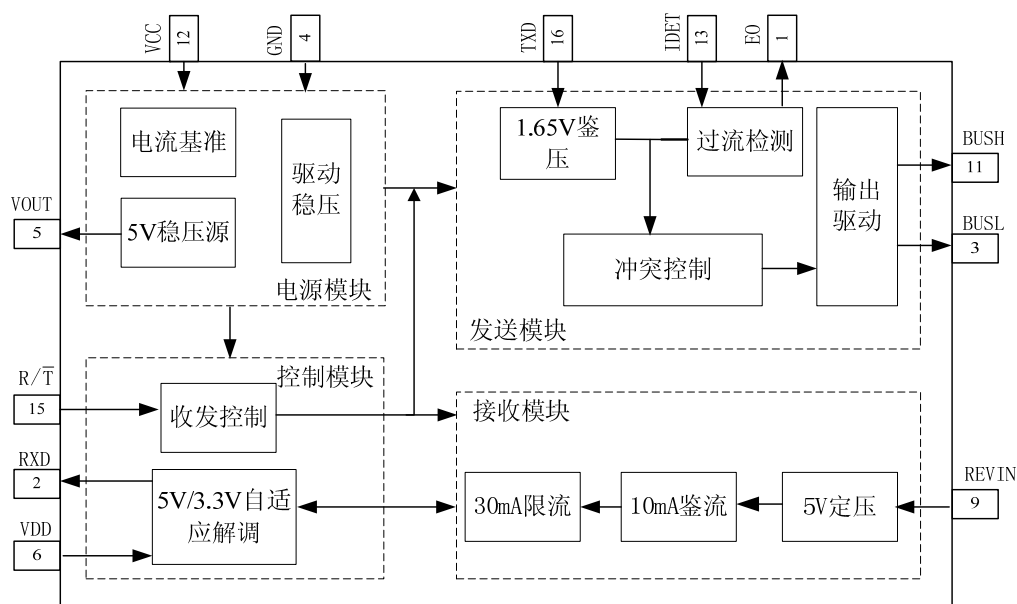 VCC
12
GND
4
TXD
16
IDET
13
EO
1
电流基准
驱动
稳压
5V稳压源
电源模块
VOUT
5
1.65V鉴
压
过流检测
输出
驱动
冲突控制
发送模块
BUSH
11
BUSL
3
控制模块
R/T̅
15
收发控制
RXD
2
5V/3.3V自适
应解调
VDD
6
接收模块
30mA限流
10mA鉴流
5V定压
REVIN
9